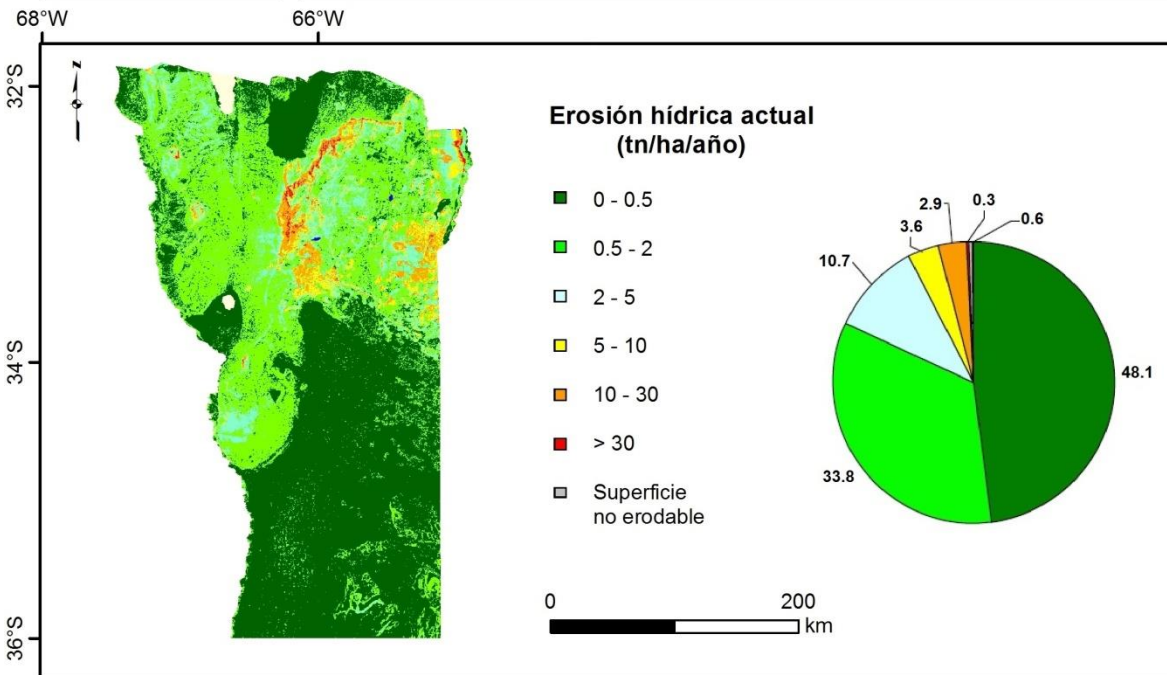 68°W
66°W
32°S
34°S
36°S
z
Erosión hídrica actual
(tn/ha/año)
0 - 0.5
0.5 - 2
2 - 5
5 - 10
10 - 30
> 30
Superficie
no erodable
0
200
km
0.3
0.6
2.9
3.6
10.7
48.1
33.8